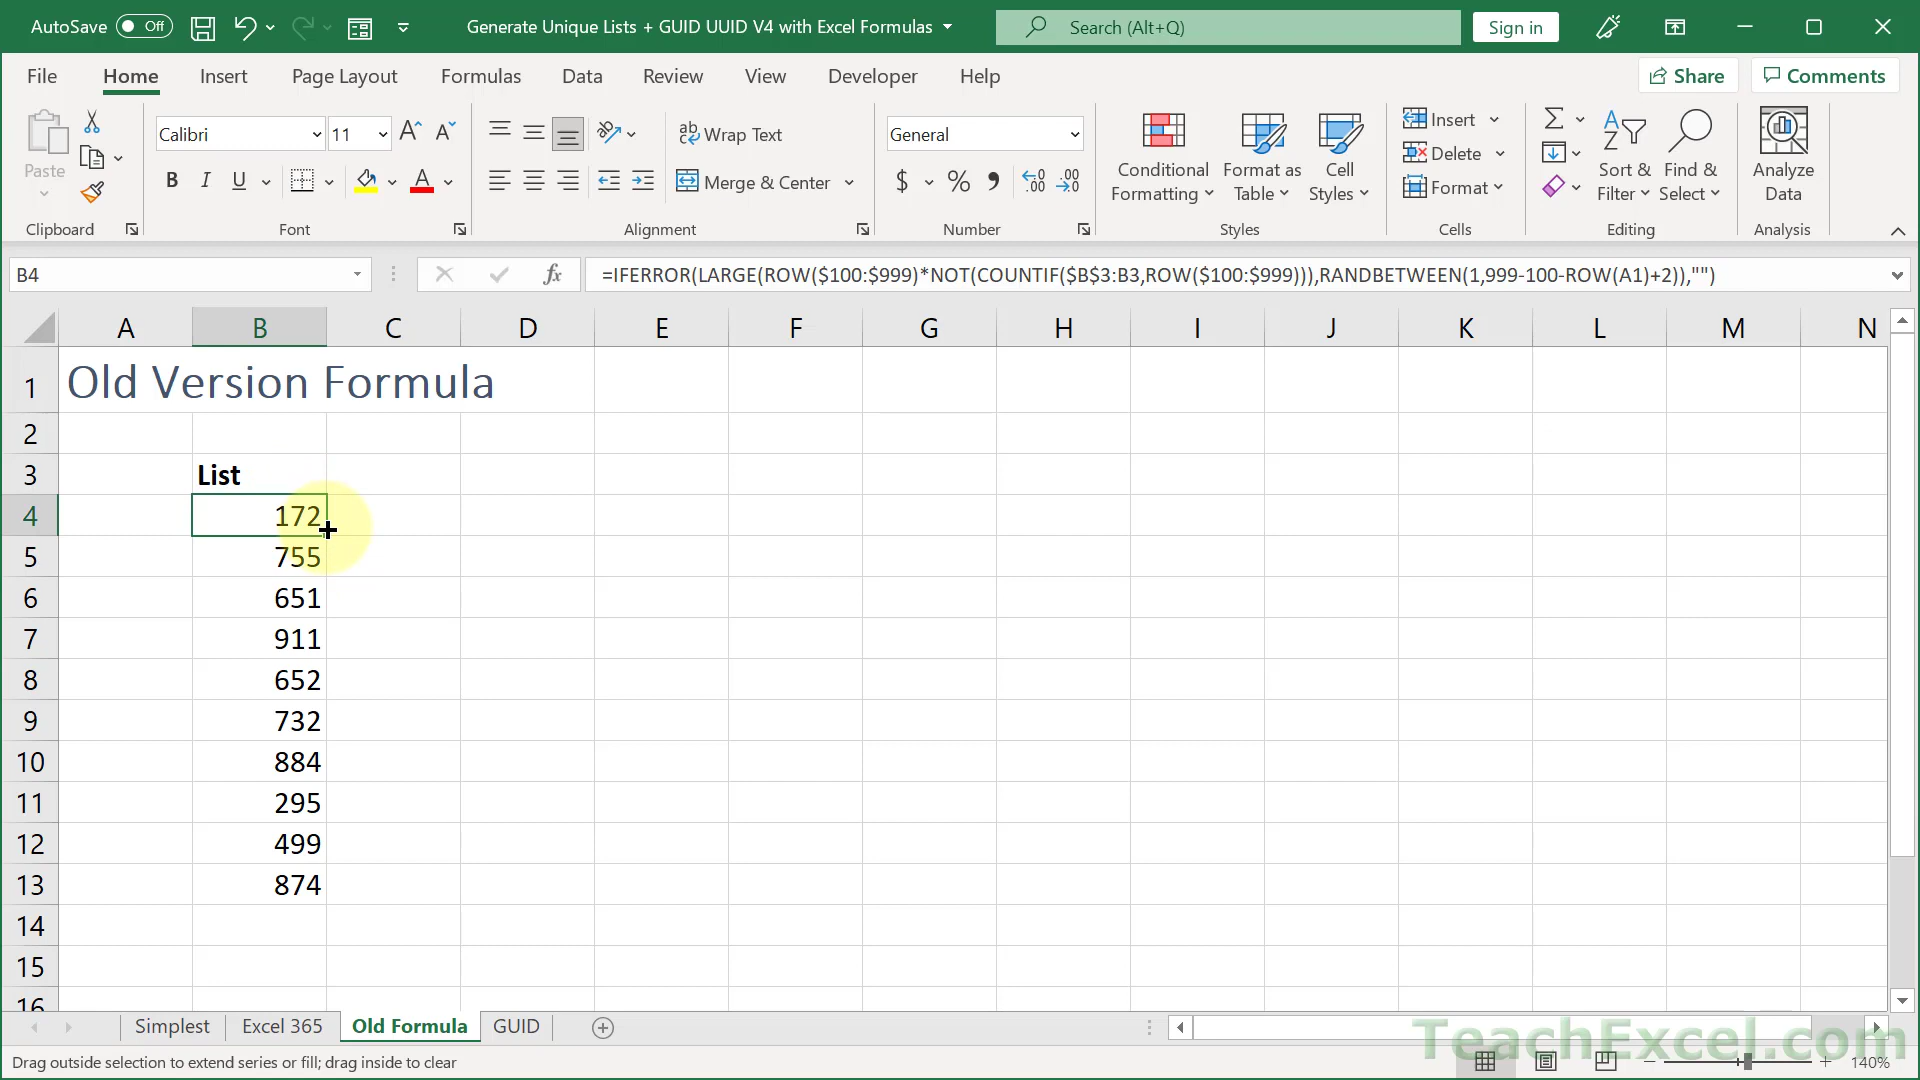 AutoSave Off Generate Unique Lists + GUID UUID V4 with Excel Formulas Search (Alt+Q) Sign in
File Home Insert Page Layout Formulas Data Review View Developer Help Share Comments
Paste
Calibri 11
B I U
ab Wrap Text
Merge & Center
General
$ % .00 .00
Conditional Formatting
Format as Table
Cell Styles
Insert
Delete
Format
Sort & Filter
Find & Select
Analyze Data
Clipboard Font Alignment Number Styles Cells Editing Analysis
B4 fx =IFERROR(LARGE(ROW($100:$999)*NOT(COUNTIF($B$3:B3,ROW($100:$999))),RANDBETWEEN(1,999-100-ROW(A1)+2)),"")
A B C D E F G H I J K L M N
1 Old Version Formula
2
3 List
4 172
5 755
6 651
7 911
8 652
9 732
10 884
11 295
12 499
13 874
14
15
16
Simplest Excel 365 Old Formula GUID
TeachExcel.com
Drag outside selection to extend series or fill; drag inside to clear 140%